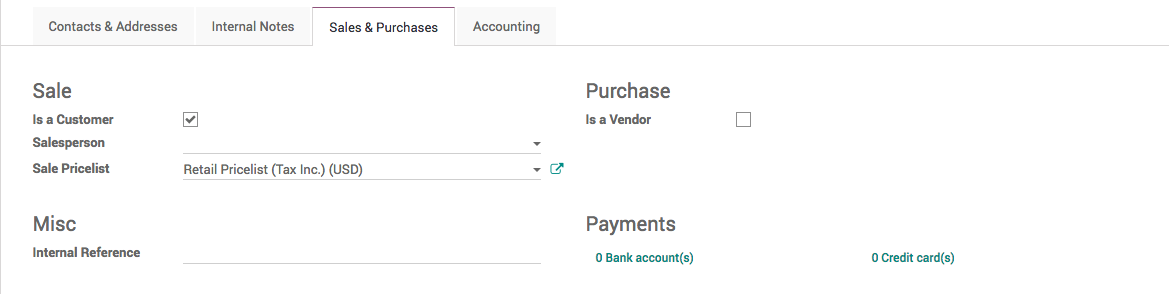 Contacts & Addresses Internal Notes Sales & Purchases Accounting
Sale Purchase
Is a Customer Is a Vendor
Salesperson
Sale Pricelist Retail Pricelist (Tax Inc.) (USD)
Misc Payments
Internal Reference 0 Bank account(s) 0 Credit card(s)